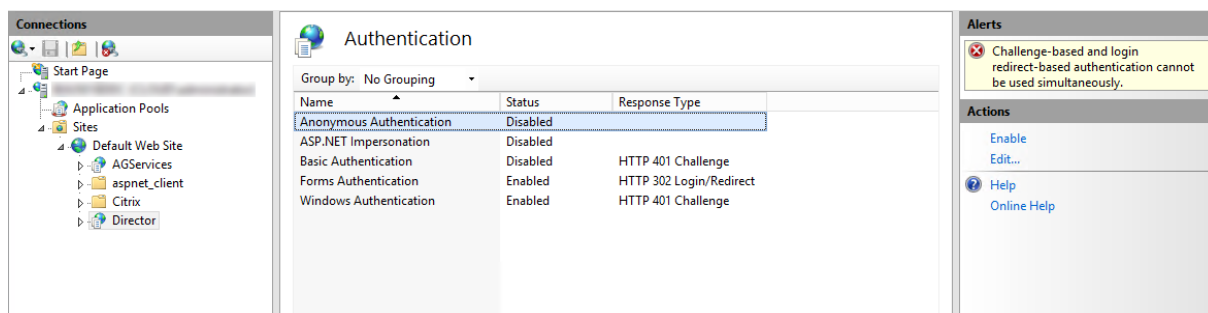 Connections
Start Page
Application Pools
Sites
Default Web Site
AGServices
aspnet_client
Citrix
Director
Authentication
Group by: No Grouping
Name Status Response Type
Anonymous Authentication Disabled
ASP.NET Impersonation Disabled
Basic Authentication Disabled HTTP 401 Challenge
Forms Authentication Enabled HTTP 302 Login/Redirect
Windows Authentication Enabled HTTP 401 Challenge
Alerts
Challenge-based and login
redirect-based authentication cannot
be used simultaneously.
Actions
Enable
Edit...
Help
Online Help